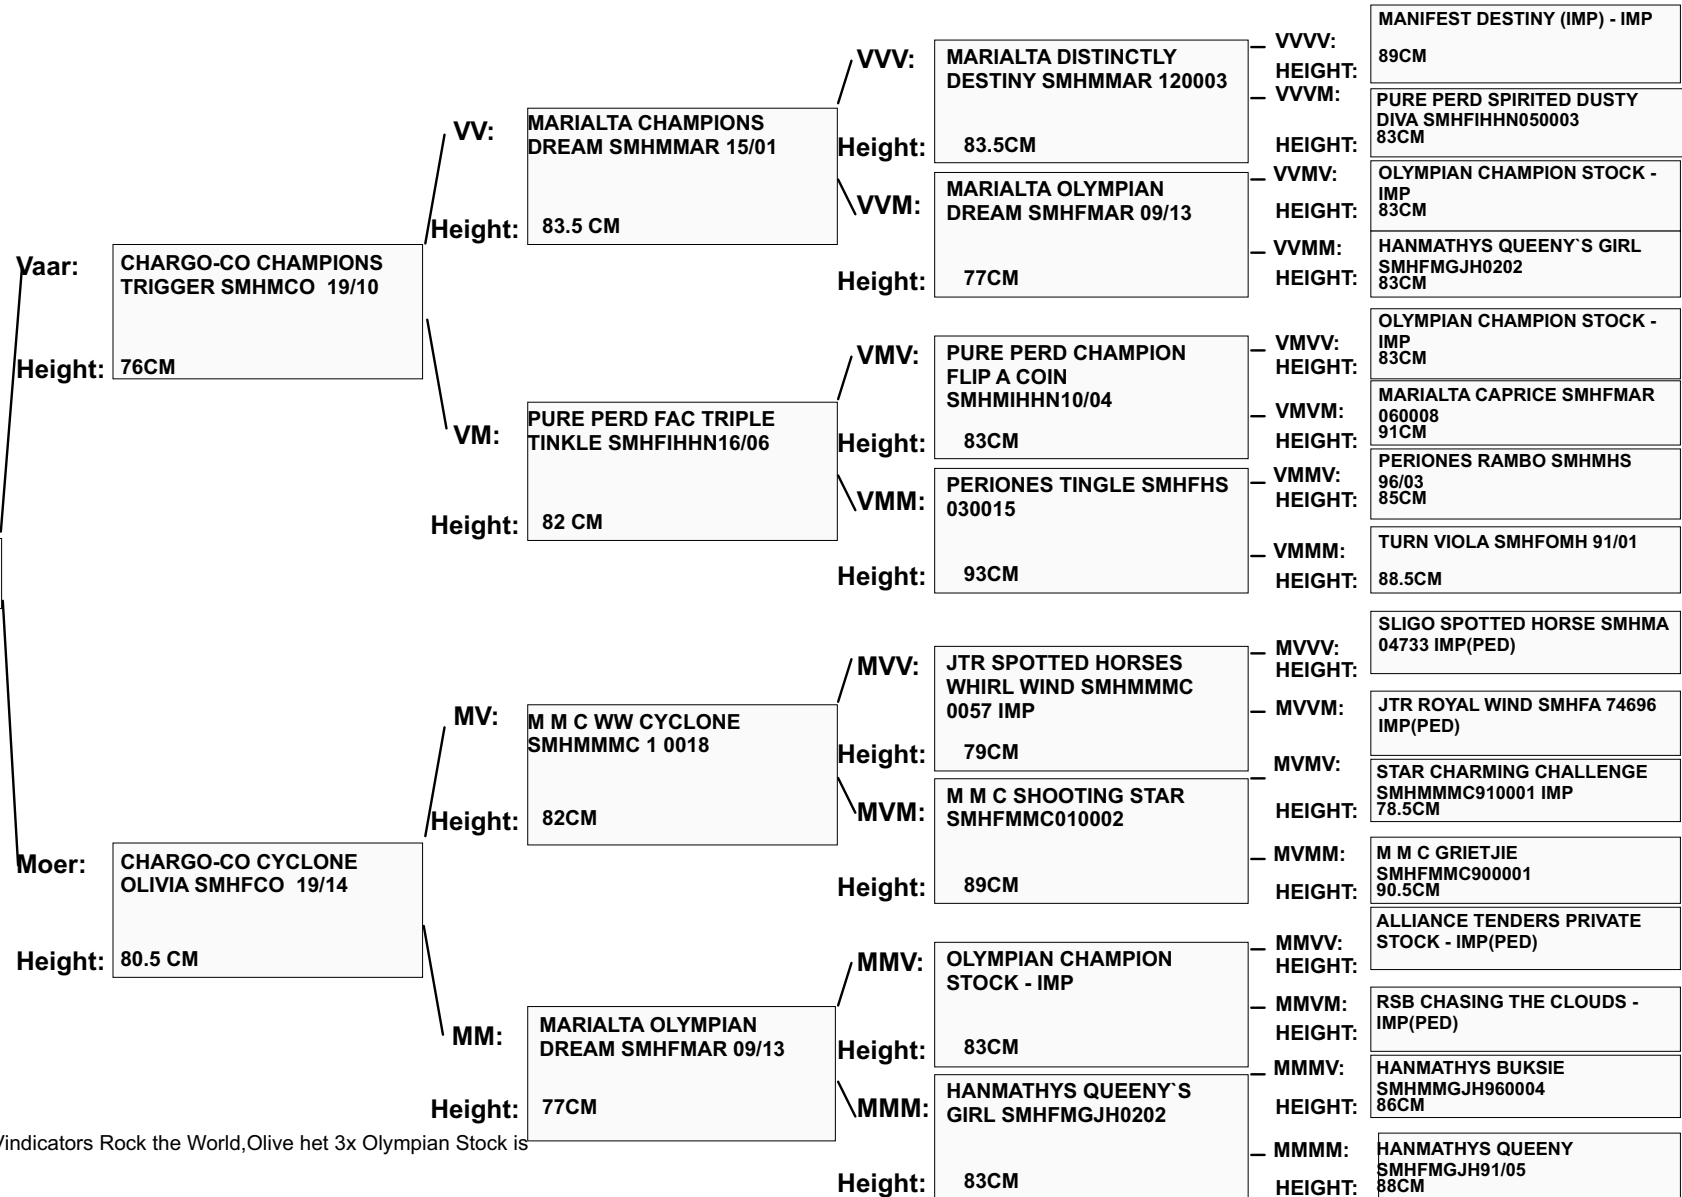 Vaar:
CHARGO-CO CHAMPIONS
TRIGGER SMHMCO  19/10
Height:
76CM
Moer:
CHARGO-CO CYCLONE
OLIVIA SMHFCO  19/14
Height:
80.5 CM
VV:
MARIALTA CHAMPIONS
DREAM SMHMMAR 15/01
Height:
83.5 CM
VM:
PURE PERD FAC TRIPLE
TINKLE SMHFIHHN16/06
Height:
82 CM
MV:
M M C WW CYCLONE
SMHMMMC 1 0018
Height:
82CM
MM:
MARIALTA OLYMPIAN
DREAM SMHFMAR 09/13
Height:
77CM
VVV:
MARIALTA DISTINCTLY
DESTINY SMHMMAR 120003
Height:
83.5CM
VVM:
MARIALTA OLYMPIAN
DREAM SMHFMAR 09/13
Height:
77CM
VMV:
PURE PERD CHAMPION
FLIP A COIN
SMHMIHHN10/04
Height:
83CM
VMM:
PERIONES TINGLE SMHFHS
030015
Height:
93CM
MVV:
JTR SPOTTED HORSES
WHIRL WIND SMHMMMC
0057 IMP
Height:
79CM
MVM:
M M C SHOOTING STAR
SMHFMMC010002
Height:
89CM
MMV:
OLYMPIAN CHAMPION
STOCK - IMP
Height:
83CM
MMM:
HANMATHYS QUEENY`S
GIRL SMHFMGJH0202
Height:
83CM
VVVV:
MANIFEST DESTINY (IMP) - IMP
HEIGHT:
89CM
VVVM:
PURE PERD SPIRITED DUSTY
DIVA SMHFIHHN050003
HEIGHT:
83CM
VVMV:
OLYMPIAN CHAMPION STOCK -
IMP
HEIGHT:
83CM
VVMM:
HANMATHYS QUEENY`S GIRL
SMHFMGJH0202
HEIGHT:
83CM
VMVV:
OLYMPIAN CHAMPION STOCK -
IMP
HEIGHT:
83CM
VMVM:
MARIALTA CAPRICE SMHFMAR
060008
HEIGHT:
91CM
VMMV:
PERIONES RAMBO SMHMHS
96/03
HEIGHT:
85CM
VMMM:
TURN VIOLA SMHFOMH 91/01
HEIGHT:
88.5CM
MVVV:
SLIGO SPOTTED HORSE SMHMA
04733 IMP(PED)
HEIGHT:
MVVM:
JTR ROYAL WIND SMHFA 74696
IMP(PED)
MVMV:
STAR CHARMING CHALLENGE
SMHMMMC910001 IMP
HEIGHT:
78.5CM
MVMM:
M M C GRIETJIE
SMHFMMC900001
HEIGHT:
90.5CM
MMVV:
ALLIANCE TENDERS PRIVATE
STOCK - IMP(PED)
HEIGHT:
MMVM:
RSB CHASING THE CLOUDS -
IMP(PED)
HEIGHT:
MMMV:
HANMATHYS BUKSIE
SMHMMGJH960004
HEIGHT:
86CM
MMMM:
HANMATHYS QUEENY
SMHFMGJH91/05
HEIGHT:
88CM
Vindicators Rock the World,Olive het 3x Olympian Stock is